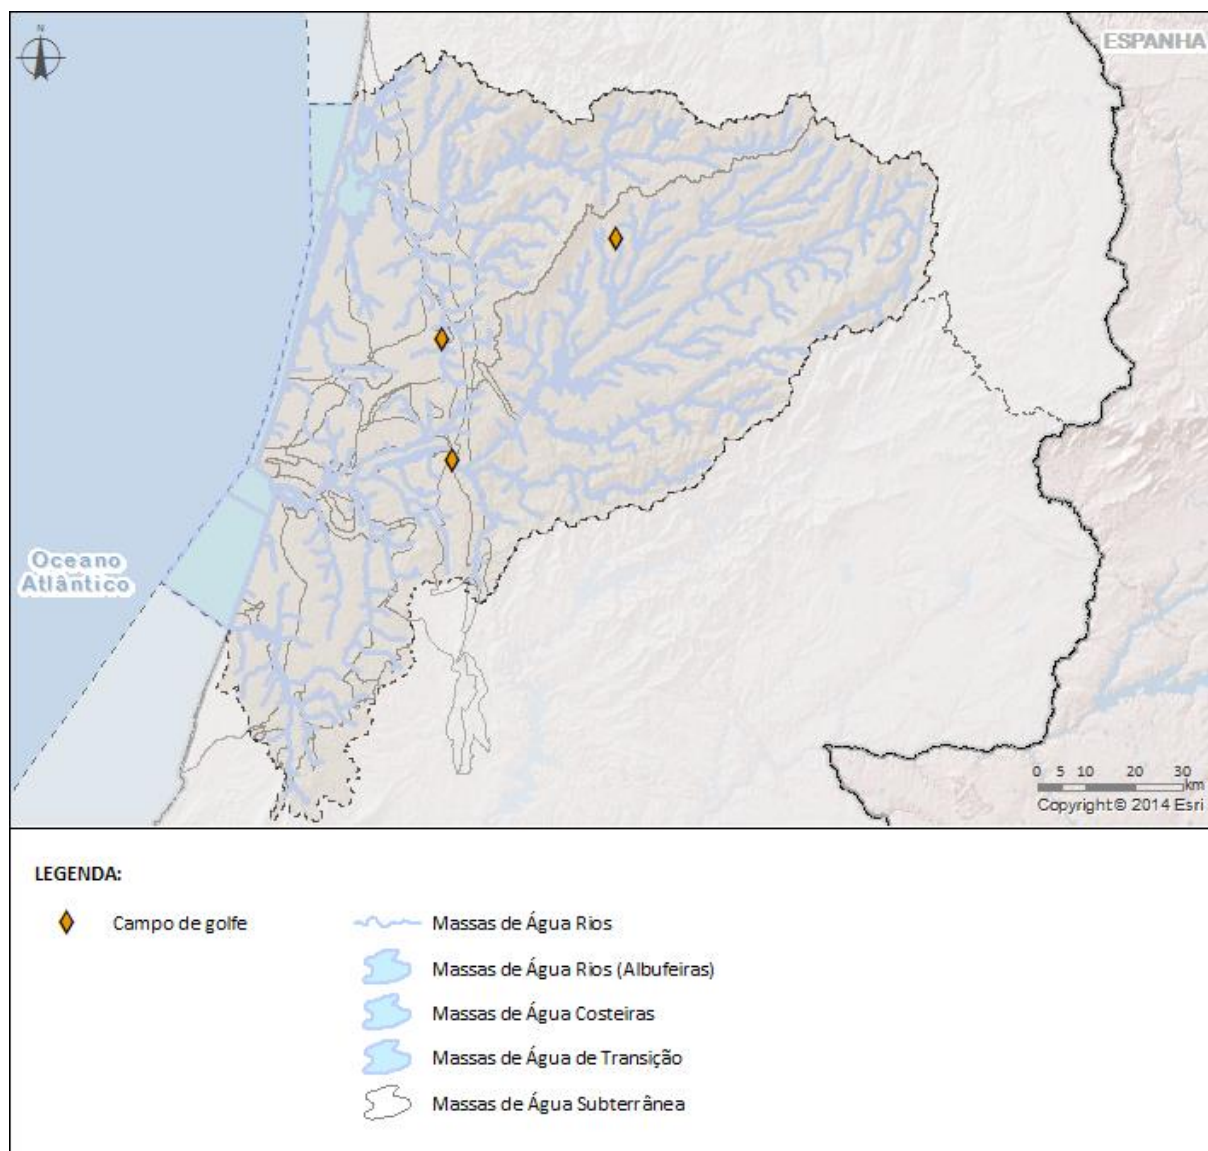 N
ESPANHA
Oceano
Atlântico
0 5 10 20 30
km
Copyright© 2014 Esri
LEGENDA:
Campo de golfe
Massas de Água Rios
Massas de Água Rios (Albufeiras)
Massas de Água Costeiras
Massas de Água de Transição
Massas de Água Subterrânea